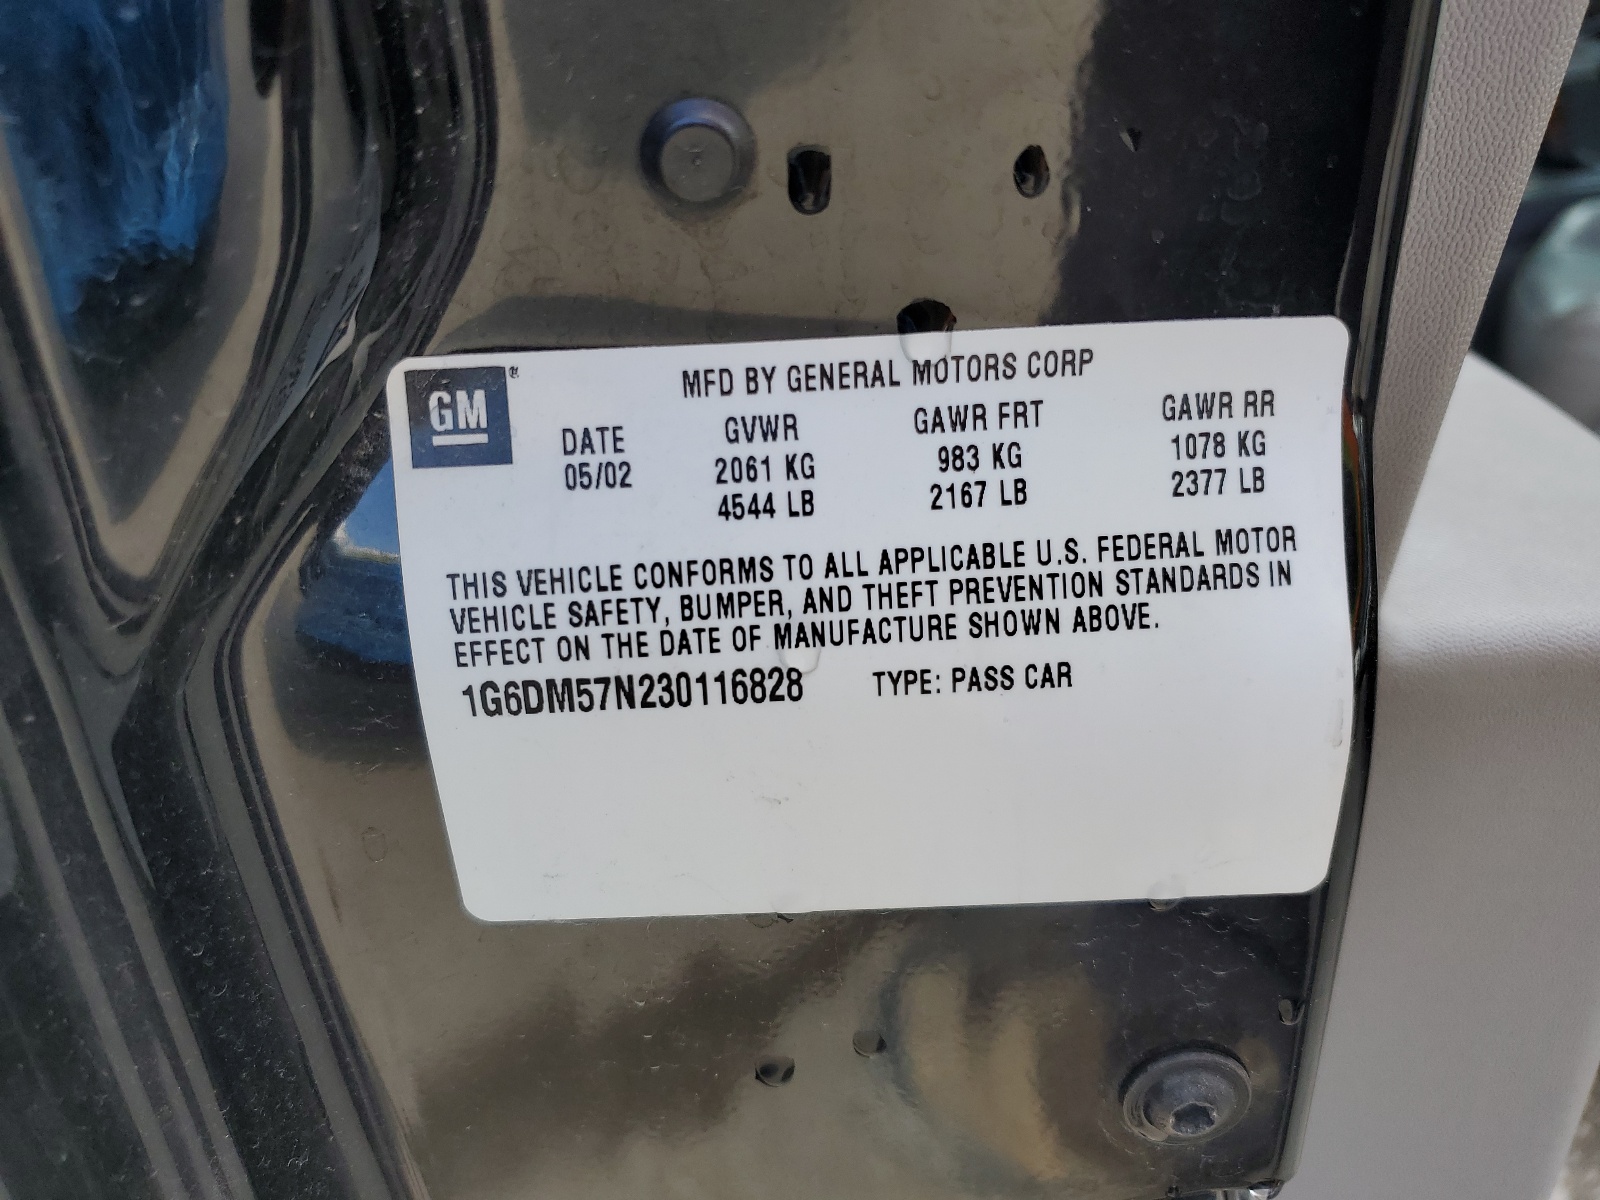 GM
MFD BY GENERAL MOTORS CORP
DATE GVWR GAWR FRT GAWR RR
05/02 2061 KG 983 KG 1078 KG
4544 LB 2167 LB 2377 LB
THIS VEHICLE CONFORMS TO ALL APPLICABLE U.S. FEDERAL MOTOR
VEHICLE SAFETY, BUMPER, AND THEFT PREVENTION STANDARDS IN
EFFECT ON THE DATE OF MANUFACTURE SHOWN ABOVE.
1G6DM57N230116828 TYPE: PASS CAR